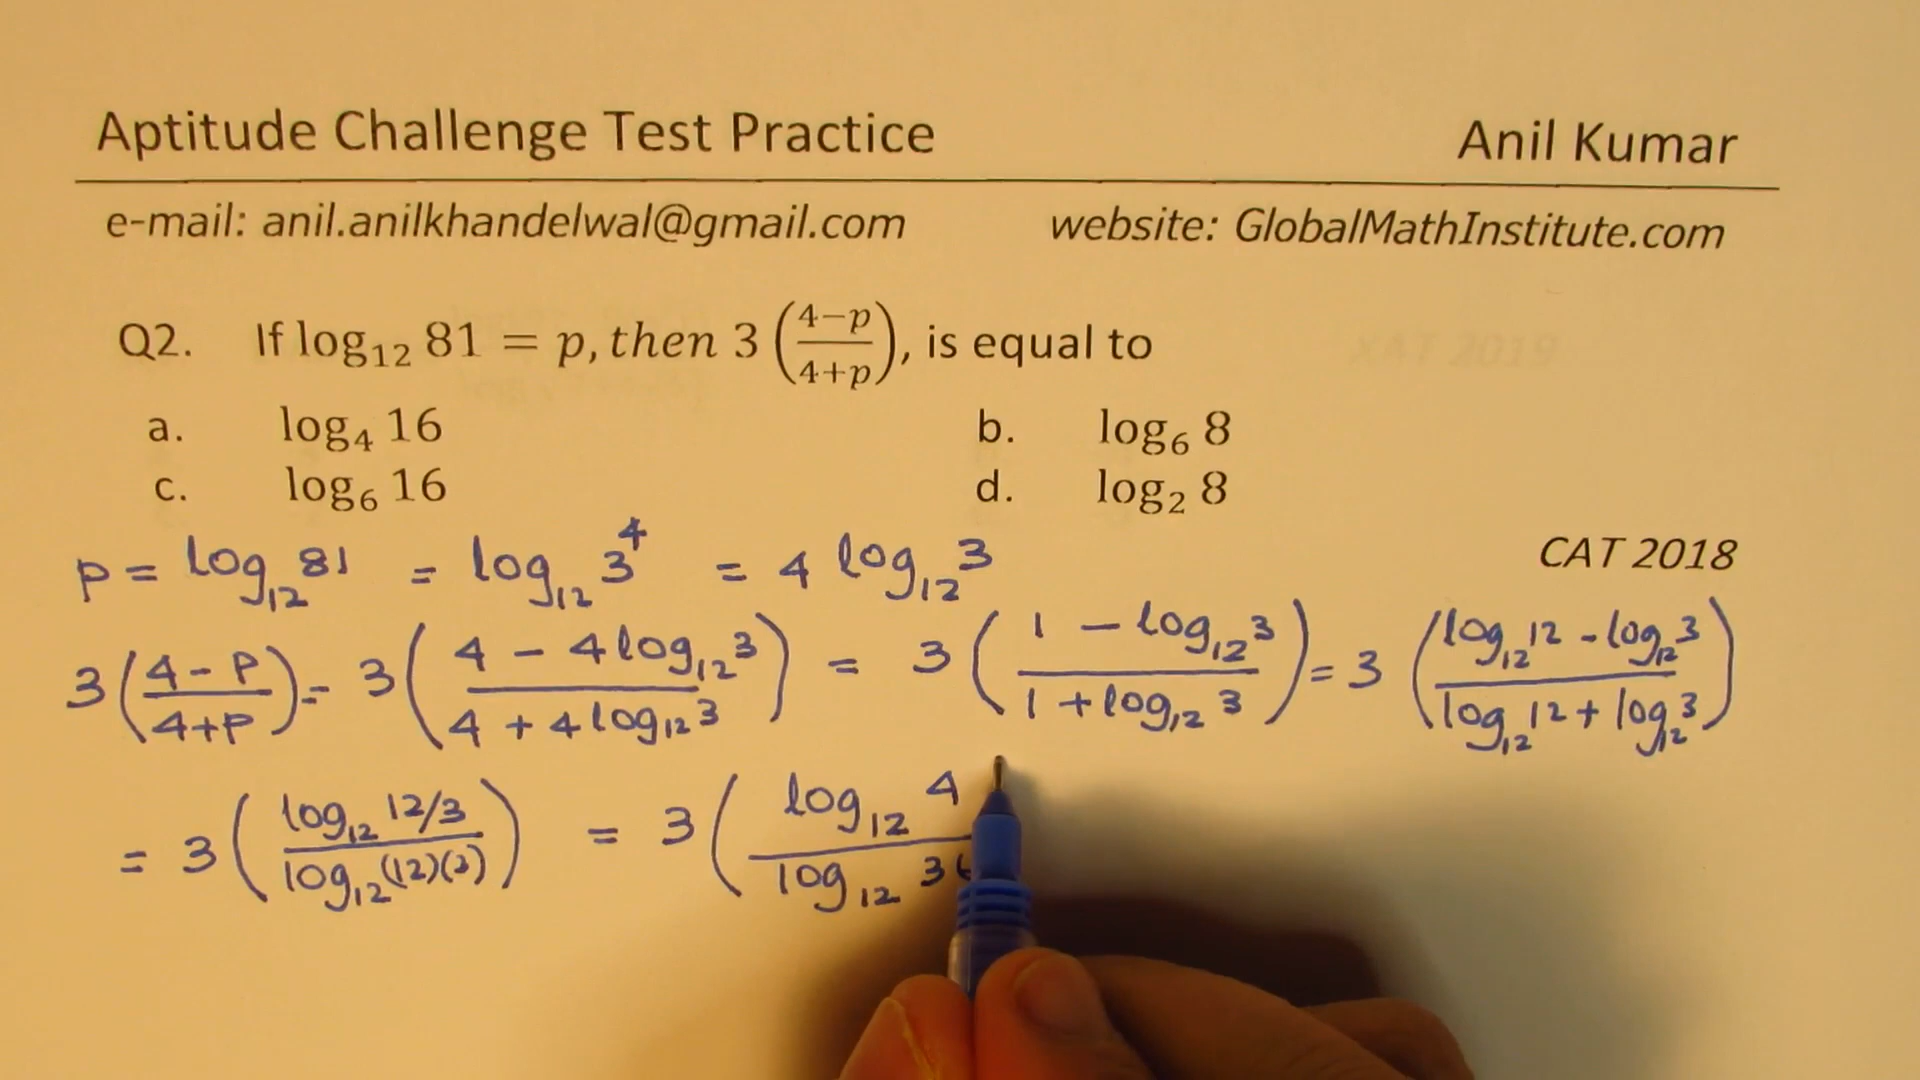 Aptitude Challenge Test Practice Anil Kumar
e-mail: anil.anilkhandelwal@gmail.com website: GlobalMathInstitute.com
Q2. If log₁₂ 81 = p, then 3 ((4−p)/(4+p)), is equal to
a. log₄ 16 b. log₆ 8
c. log₆ 16 d. log₂ 8
CAT 2018
p = log₁₂ 81 = log₁₂ 3⁴ = 4 log₁₂ 3
3 ((4 - p)/(4+p)) = 3 ((4 - 4 log₁₂ 3)/(4 + 4 log₁₂ 3)) = 3 ((1 - log₁₂ 3)/(1 + log₁₂ 3)) = 3 ((log₁₂ 12 - log₁₂ 3)/(log₁₂ 12 + log₁₂ 3))
= 3 ((log₁₂ 12/3)/(log₁₂ (12)(3))) = 3 ((log₁₂ 4)/(log₁₂ 3